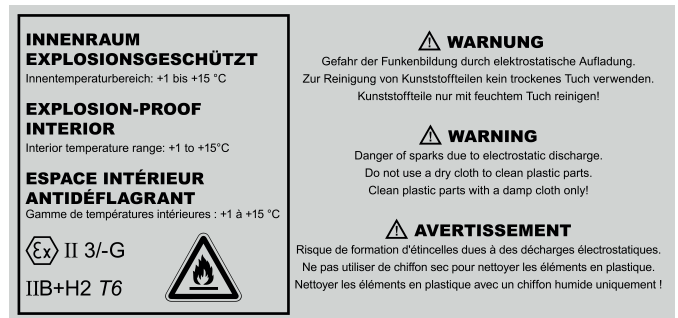 INNENRAUM
EXPLOSIONSGESCHÜTZT
Innentemperaturbereich: +1 bis +15 °C
EXPLOSION-PROOF
INTERIOR
Interior temperature range: +1 to +15°C
ESPACE INTÉRIEUR
ANTIDÉFLAGRANT
Gamme de températures intérieures : +1 à +15 °C
Ex II 3/-G
IIB+H2 T6
WARNUNG
Gefahr der Funkenbildung durch elektrostatische Aufladung.
Zur Reinigung von Kunststoffteilen kein trockenes Tuch verwenden.
Kunststoffteile nur mit feuchtem Tuch reinigen!
WARNING
Danger of sparks due to electrostatic discharge.
Do not use a dry cloth to clean plastic parts.
Clean plastic parts with a damp cloth only!
AVERTISSEMENT
Risque de formation d'étincelles dues à des décharges électrostatiques.
Ne pas utiliser de chiffon sec pour nettoyer les éléments en plastique.
Nettoyer les éléments en plastique avec un chiffon humide uniquement !